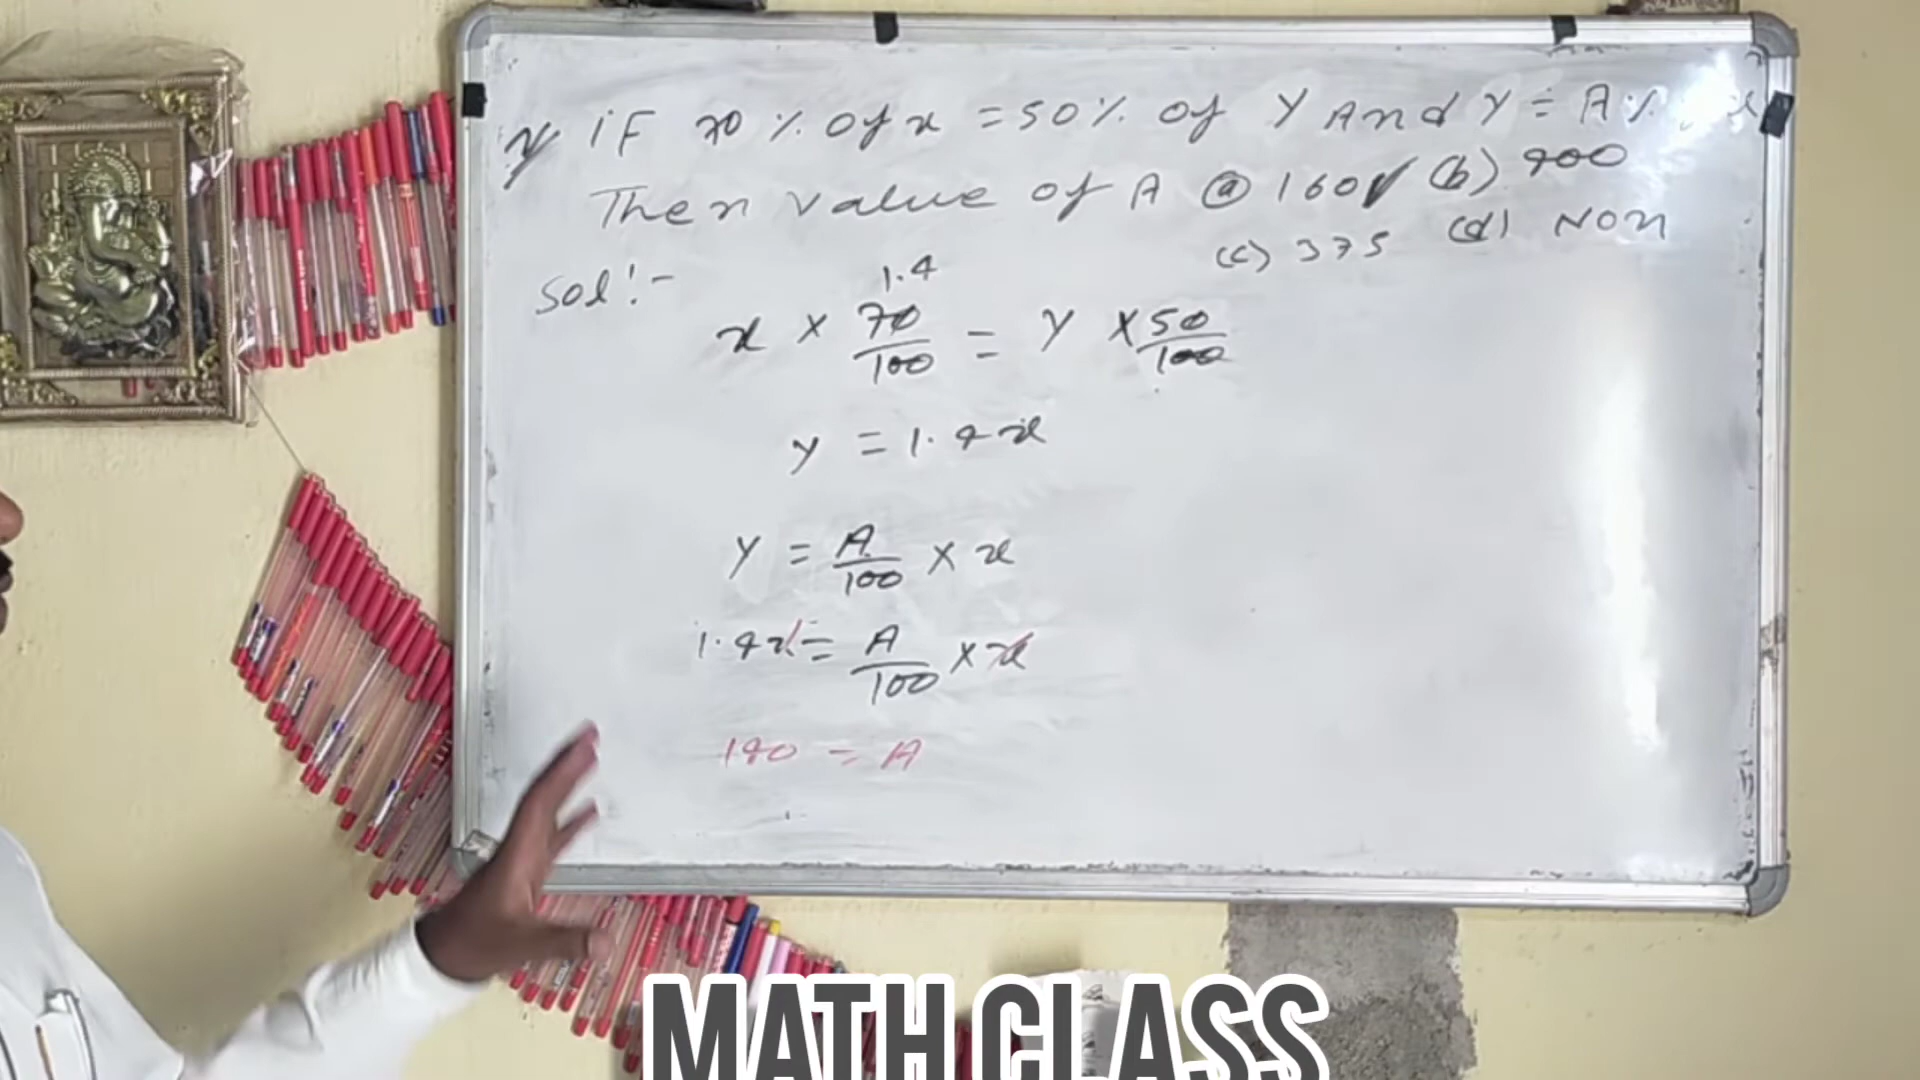 IF 70% of x = 50% of Y And Y = A%
Then value of A (a) 160 (b) 900
(c) 375 (d) Non
Sol!:-
1.4
x × 70/100 = Y × 50/100
y = 1.4x
Y = A/100 × x
1.4x = A/100 × x
140 = A
MATH CLASS